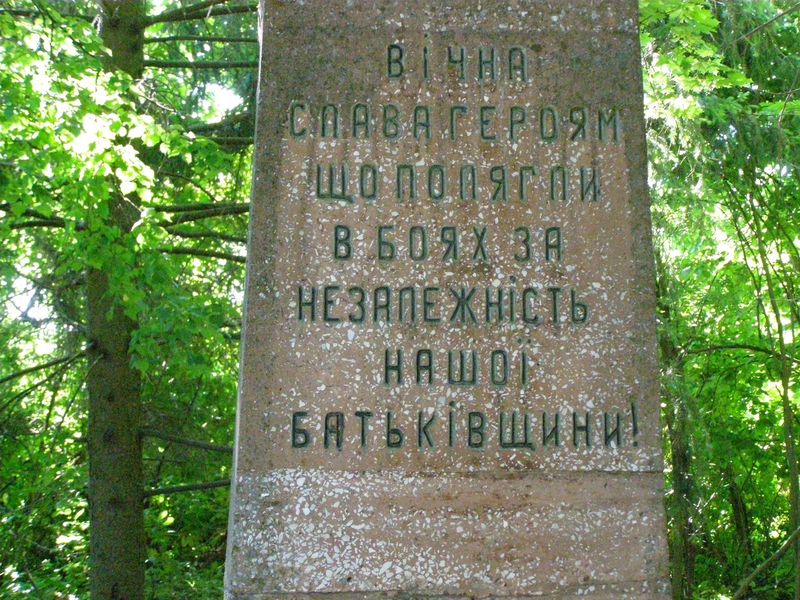 ВІЧНА
СЛАВА ГЕРОЯМ
ЩО ПОЛЯГЛИ
В БОЯХ ЗА
НЕЗАЛЕЖНІСТЬ
НАШОЇ
БАТЬКІВЩИНИ!